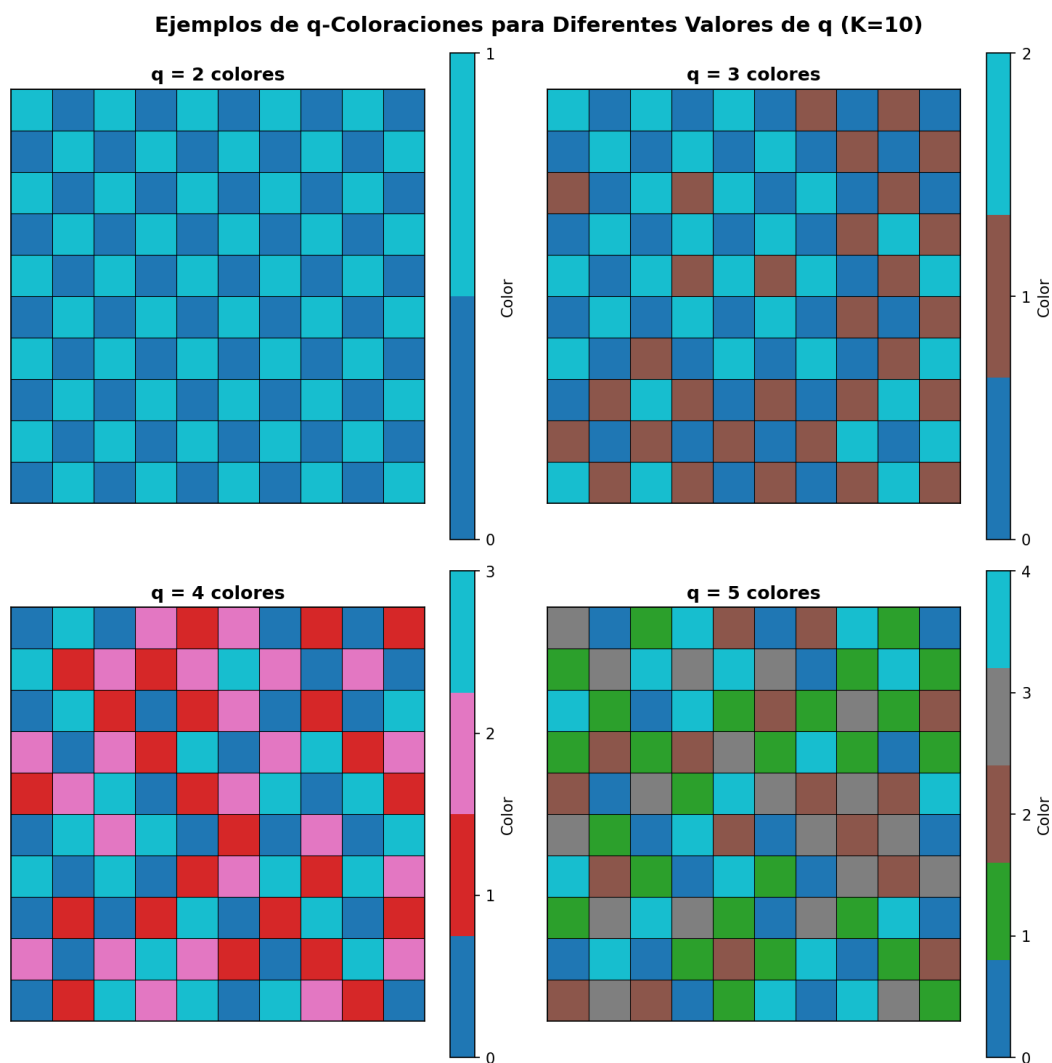 Ejemplos de q-Coloraciones para Diferentes Valores de q (K=10)
q = 2 colores
1
0
Color
q = 3 colores
2
1
0
Color
q = 4 colores
3
2
1
0
Color
q = 5 colores
4
3
2
1
0
Color